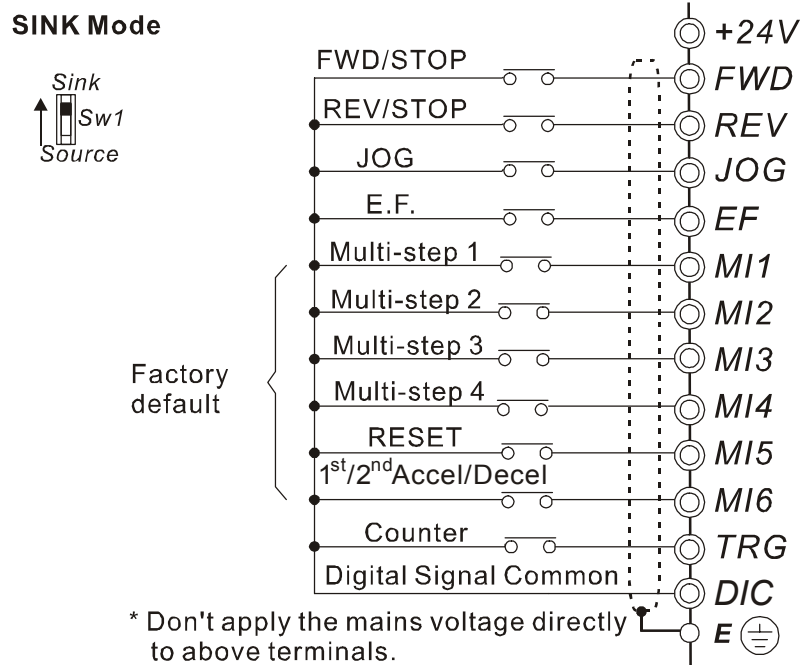 SINK Mode
+24V
Sink
Sw1
Source
FWD/STOP
FWD
REV/STOP
REV
JOG
JOG
E.F.
EF
Multi-step 1
MI1
Multi-step 2
MI2
Multi-step 3
MI3
Multi-step 4
MI4
Factory
default
RESET
MI5
1st/2nd Accel/Decel
MI6
Counter
TRG
Digital Signal Common
DIC
* Don't apply the mains voltage directly
to above terminals.
E